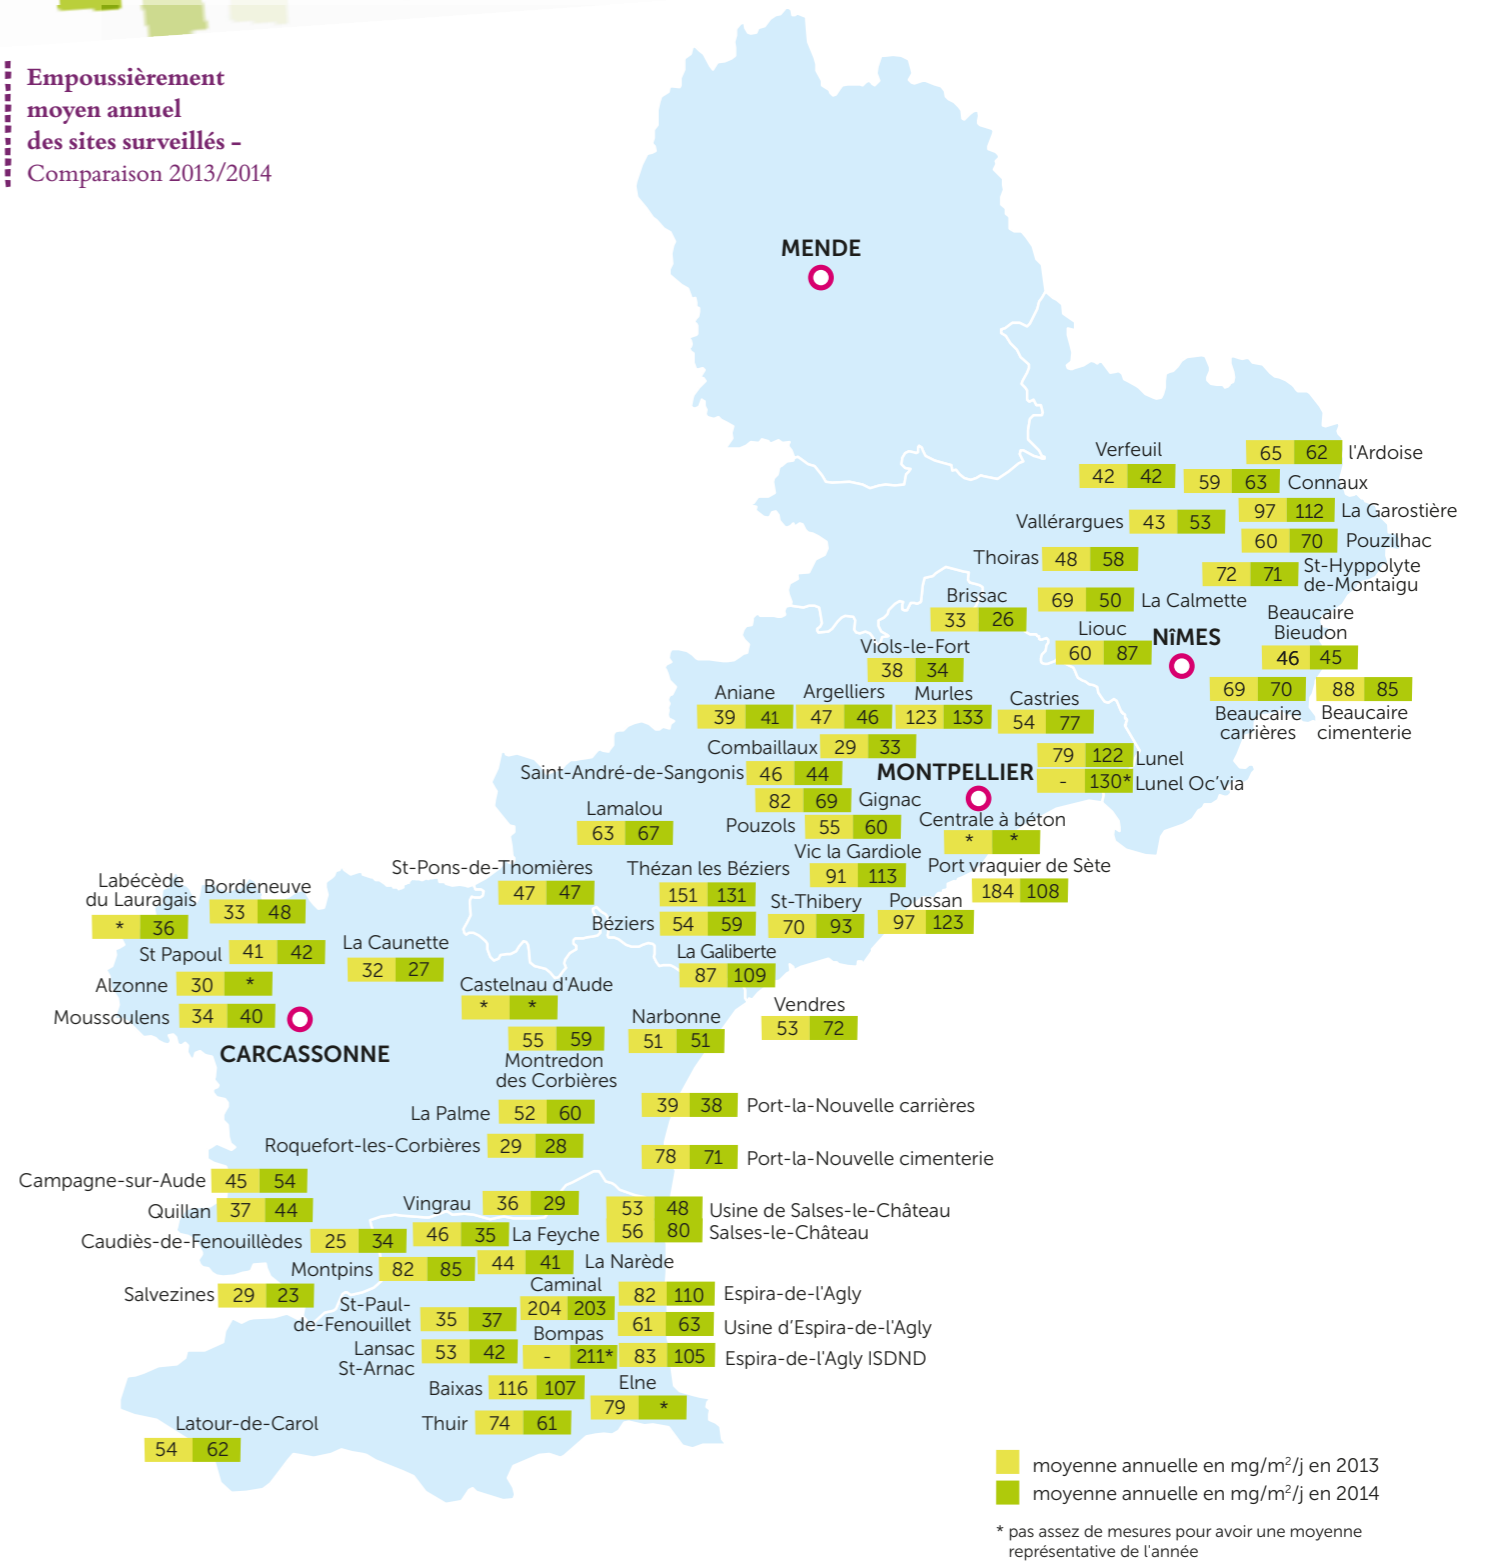 Empoussièrement
moyen annuel
des sites surveillés -
Comparaison 2013/2014
MENDE
Verfeuil
42 42
65 62 l'Ardoise
59 63 Connaux
97 112 La Garostière
Vallérargues 43 53
60 70 Pouzilhac
Thoiras 48 58
72 71 St-Hyppolyte
de-Montaigu
Brissac
33 26
69 50 La Calmette
Liouc
60 87
NîMES
Beaucaire
Bieudon
46 45
69 70
Beaucaire
carrières
88 85
Beaucaire
cimenterie
Viols-le-Fort
38 34
Aniane
39 41
Argelliers
47 46
Murles
123 133
Castries
54 77
Combaillaux 29 33
79 122 Lunel
- 130* Lunel Oc'via
Saint-André-de-Sangonis 46 44
MONTPELLIER
82 69 Gignac
Lamalou
63 67
Pouzols 55 60
Centrale à béton
* *
Vic la Gardiole
91 113
Port vraquier de Sète
184 108
St-Pons-de-Thomières
47 47
Thézan les Béziers
151 131
St-Thibery
70 93
Poussan
97 123
Béziers 54 59
La Galiberte
87 109
Labécède
du Lauragais
* 36
Bordeneuve
33 48
St Papoul 41 42
La Caunette
32 27
Alzonne 30 *
Moussoulens 34 40
CARCASSONNE
Castelnau d'Aude
* *
Narbonne
51 51
Vendres
53 72
55 59
Montredon
des Corbières
La Palme 52 60
39 38 Port-la-Nouvelle carrières
Roquefort-les-Corbières 29 28
78 71 Port-la-Nouvelle cimenterie
Campagne-sur-Aude 45 54
Quillan 37 44
Vingrau 36 29
53 48 Usine de Salses-le-Château
56 80 Salses-le-Château
Caudiès-de-Fenouillèdes 25 34
46 35 La Feyche
Montpins 82 85
44 41 La Narède
Salvezines 29 23
Caminal
204 203
82 110 Espira-de-l'Agly
St-Paul-
de-Fenouillet 35 37
61 63 Usine d'Espira-de-l'Agly
Bompas
- 211*
83 105 Espira-de-l'Agly ISDND
Lansac
St-Arnac
53 42
Baixas 116 107
Elne
79 *
Thuir 74 61
Latour-de-Carol
54 62
moyenne annuelle en mg/m²/j en 2013
moyenne annuelle en mg/m²/j en 2014
* pas assez de mesures pour avoir une moyenne
représentative de l'année